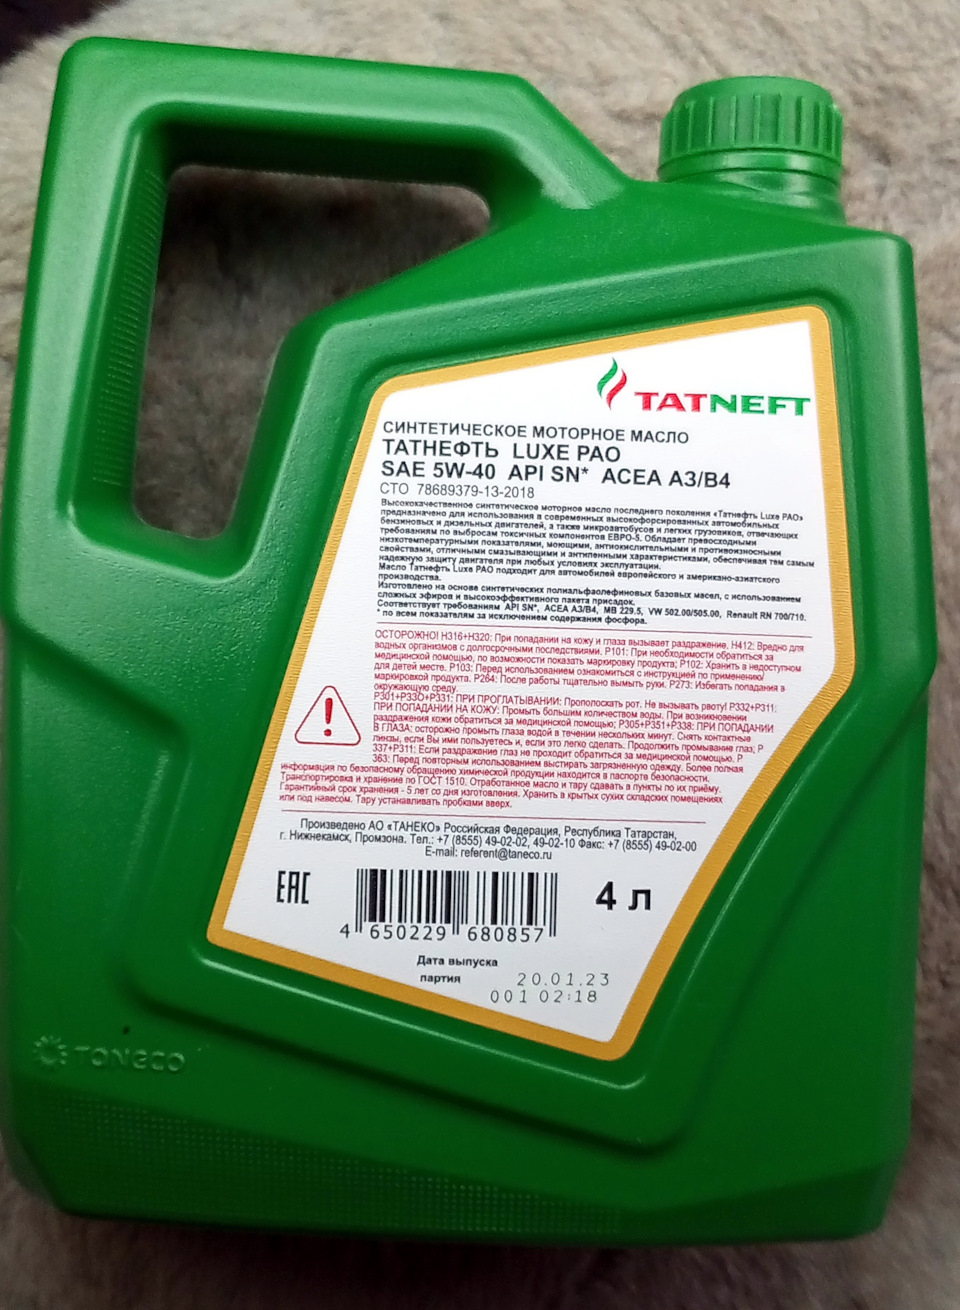 TATNEFT
СИНТЕТИЧЕСКОЕ МОТОРНОЕ МАСЛО
ТАТНЕФТЬ LUXE PAO
SAE 5W-40 API SN* ACEA A3/B4
СТО 78689379-13-2018
Высококачественное синтетическое моторное масло последнего поколения «Татнефть Luxe PAO»
предназначено для использования в современных высокофорсированных автомобильных
бензиновых и дизельных двигателей, а также микроавтобусов и легких грузовиков, отвечающих
требованиям по выбросам токсичных компонентов ЕВРО-5. Обладает превосходными
низкотемпературными показателями, моющими, антиокислительными и противоизносными
свойствами, отличными смазывающими и антипенными характеристиками, обеспечивая тем самым
надежную защиту двигателя при любых условиях эксплуатации.
Масло Татнефть Luxe PAO подходит для автомобилей европейского и американо-азиатского
производства.
Изготовлено на основе синтетических полиальфаолефиновых базовых масел, с использованием
сложных эфиров и высокоэффективного пакета присадок.
Соответствует требованиям API SN*, ACEA A3/B4, MB 229.5, VW 502.00/505.00, Renault RN 700/710.
* по всем показателям за исключением содержания фосфора.
ОСТОРОЖНО! H316+H320: При попадании на кожу и глаза вызывает раздражение. H412: Вредно для
водных организмов с долгосрочными последствиями. P101: При необходимости обратиться за
медицинской помощью, по возможности показать маркировку продукта; P102: Хранить в недоступном
для детей месте. P103: Перед использованием ознакомиться с инструкцией по применению/
маркировкой продукта. P264: После работы тщательно вымыть руки. P273: Избегать попадания в
окружающую среду.
P301+P33O+P331: ПРИ ПРОГЛАТЫВАНИИ: Прополоскать рот. Не вызывать рвоту! P332+P311:
ПРИ ПОПАДАНИИ НА КОЖУ: Промыть большим количеством воды. При возникновении
раздражения кожи обратиться за медицинской помощью; P305+P351+P338: ПРИ ПОПАДАНИИ
В ГЛАЗА: осторожно промыть глаза водой в течении нескольких минут. Снять контактные
линзы, если Вы ими пользуетесь и, если это легко сделать. Продолжить промывание глаз; P
337+P311: Если раздражение глаз не проходит обратиться за медицинской помощью. P
363: Перед повторным использованием выстирать загрязненную одежду. Более полная
информация по безопасному обращению химической продукции находится в паспорте безопасности.
Транспортировка и хранение по ГОСТ 1510. Отработанное масло и тару сдавать в пункты по их приёму.
Гарантийный срок хранения - 5 лет со дня изготовления. Хранить в крытых сухих складских помещениях
или под навесом. Тару устанавливать пробками вверх.
Произведено АО «ТАНЕКО» Российская Федерация, Республика Татарстан,
г. Нижнекамск, Промзона. Тел.: +7 (8555) 49-02-02, 49-02-10 Факс: +7 (8555) 49-02-00
E-mail: referent@taneco.ru
EAC
4 л
4 650229 680857
Дата выпуска
партия
20.01.23
001 02:18
TANECO